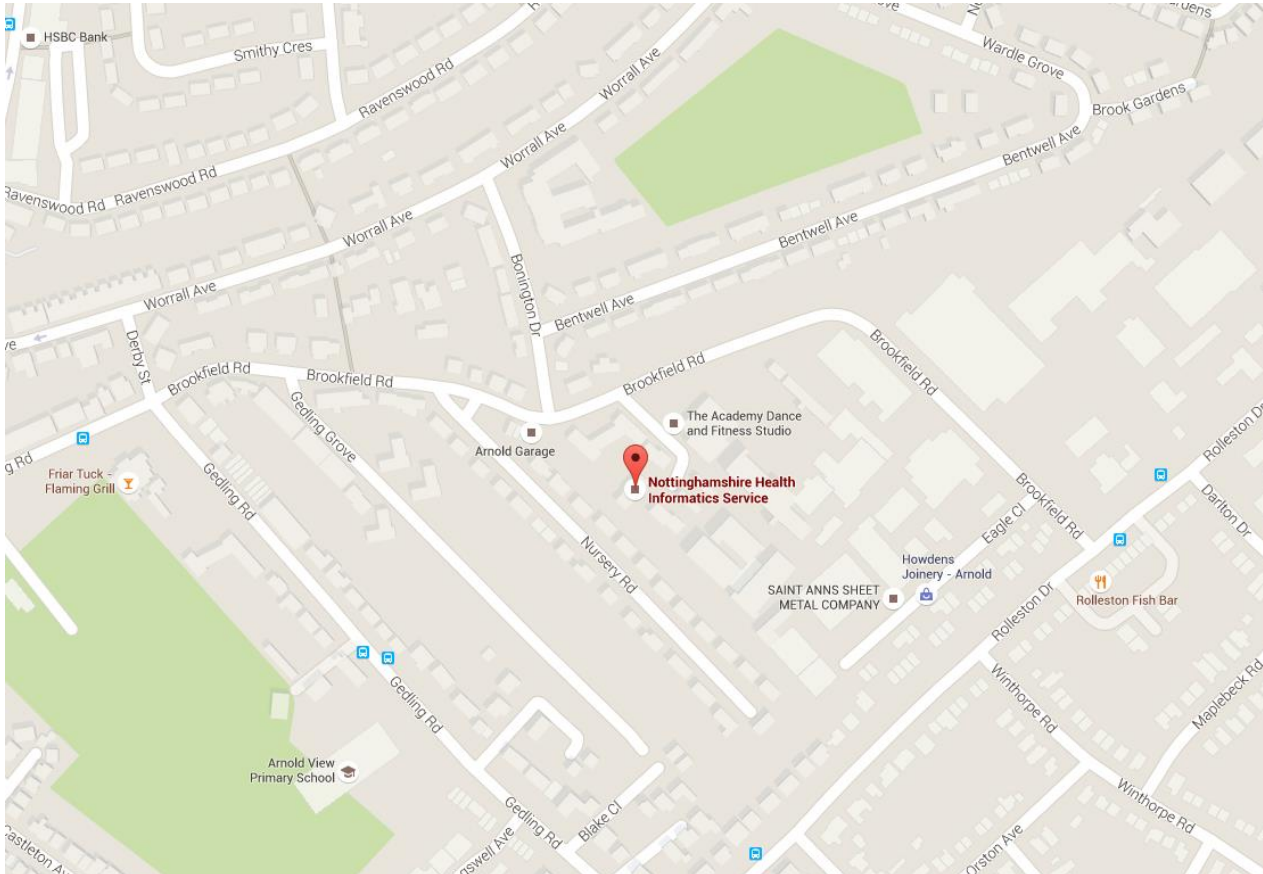 HSBC Bank
Smithy Cres
Ravenswood Rd
Worrall Ave
Wardle Grove
Brook Gardens
Bentwell Ave
Worrall Ave
Ravenswood Rd
Ravenswood Rd
Worrall Ave
Bentwell Ave
Bonington Dr
Worrall Ave
Bentwell Ave
Derby St
Brookfield Rd
Brookfield Rd
Brookfield Rd
Brookfield Rd
Gedling Grove
The Academy Dance
and Fitness Studio
Arnold Garage
Rolleston Dr
Friar Tuck -
Flaming Grill
Gedling Rd
Nottinghamshire Health
Informatics Service
Brookfield Rd
Darlton Dr
Eagle Cl
Nursery Rd
Howdens
Joinery - Arnold
SAINT ANNS SHEET
METAL COMPANY
Rolleston Fish Bar
Rolleston Dr
Gedling Rd
Winthorpe Rd
Maplebeck Rd
Arnold View
Primary School
Gedling Rd
Blake Cl
Winthorpe Rd
Castleton Av
gswell Ave
Orston Ave